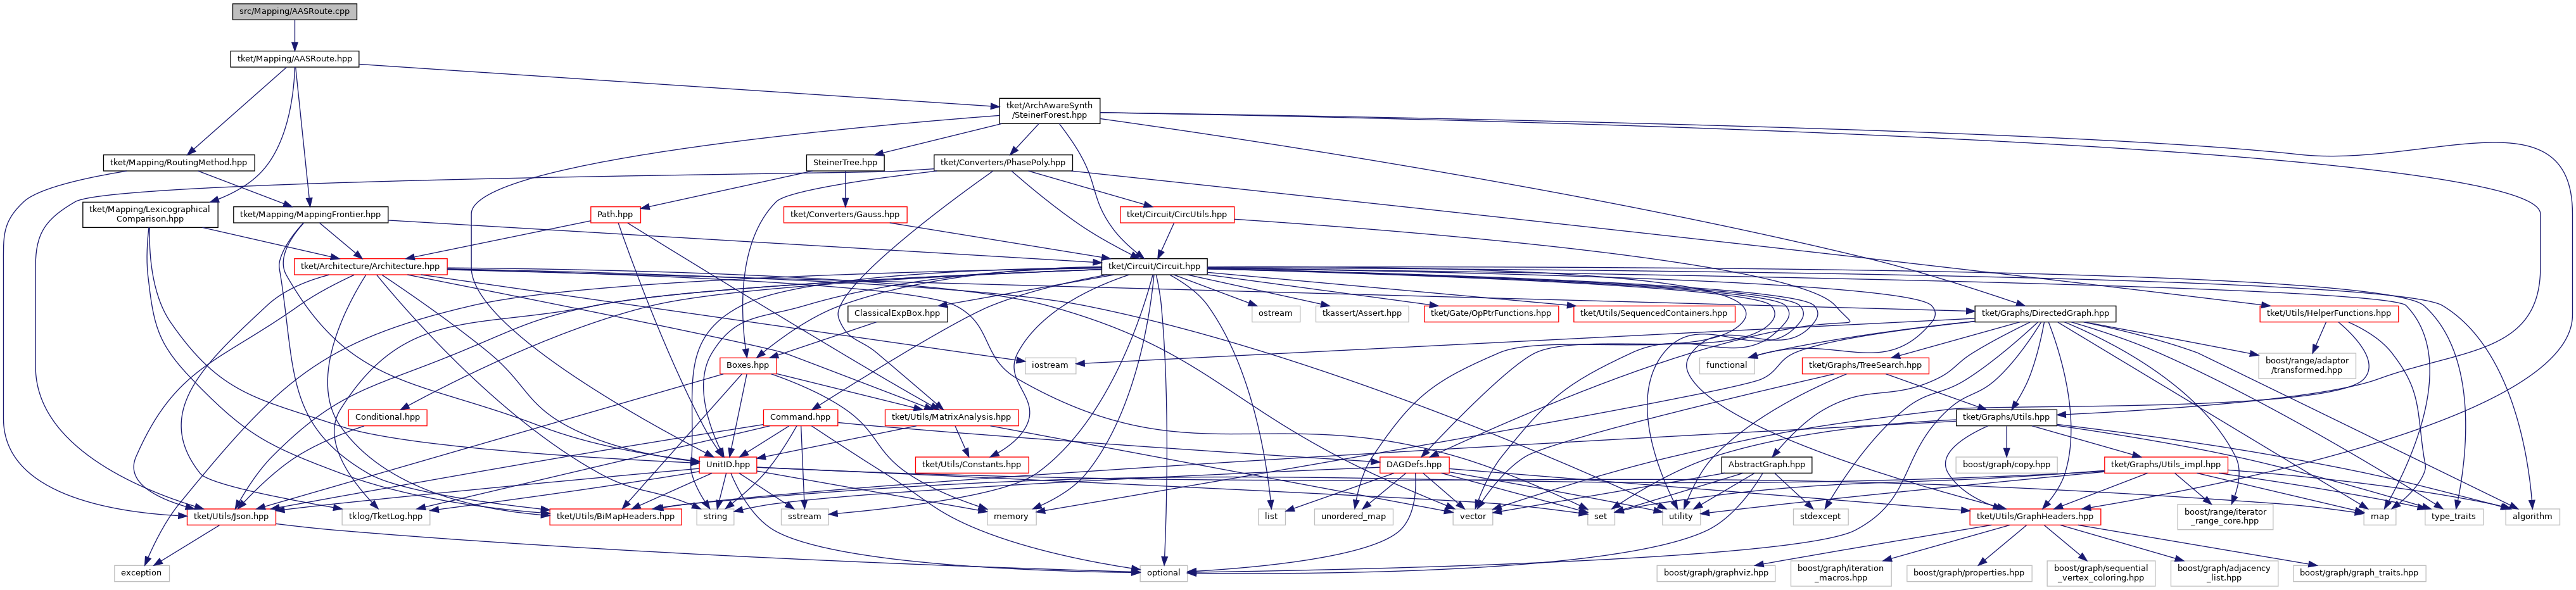 src/Mapping/AASRoute.cpp
tket/Mapping/AASRoute.hpp
tket/ArchAwareSynth
/SteinerForest.hpp
tket/Mapping/RoutingMethod.hpp
SteinerTree.hpp
tket/Converters/PhasePoly.hpp
tket/Mapping/Lexicographical
Comparison.hpp
tket/Mapping/MappingFrontier.hpp
Path.hpp
tket/Converters/Gauss.hpp
tket/Circuit/CircUtils.hpp
tket/Architecture/Architecture.hpp
tket/Circuit/Circuit.hpp
ClassicalExpBox.hpp
ostream
tkassert/Assert.hpp
tket/Gate/OpPtrFunctions.hpp
tket/Utils/SequencedContainers.hpp
tket/Graphs/DirectedGraph.hpp
tket/Utils/HelperFunctions.hpp
Boxes.hpp
iostream
functional
tket/Graphs/TreeSearch.hpp
boost/range/adaptor
/transformed.hpp
Conditional.hpp
Command.hpp
tket/Utils/MatrixAnalysis.hpp
tket/Graphs/Utils.hpp
UnitID.hpp
tket/Utils/Constants.hpp
DAGDefs.hpp
AbstractGraph.hpp
boost/graph/copy.hpp
tket/Graphs/Utils_impl.hpp
tket/Utils/Json.hpp
tklog/TketLog.hpp
tket/Utils/BiMapHeaders.hpp
string
sstream
memory
list
unordered_map
vector
set
utility
stdexcept
tket/Utils/GraphHeaders.hpp
boost/range/iterator
_range_core.hpp
map
type_traits
algorithm
exception
optional
boost/graph/graphviz.hpp
boost/graph/iteration
_macros.hpp
boost/graph/properties.hpp
boost/graph/sequential
_vertex_coloring.hpp
boost/graph/adjacency
_list.hpp
boost/graph/graph_traits.hpp